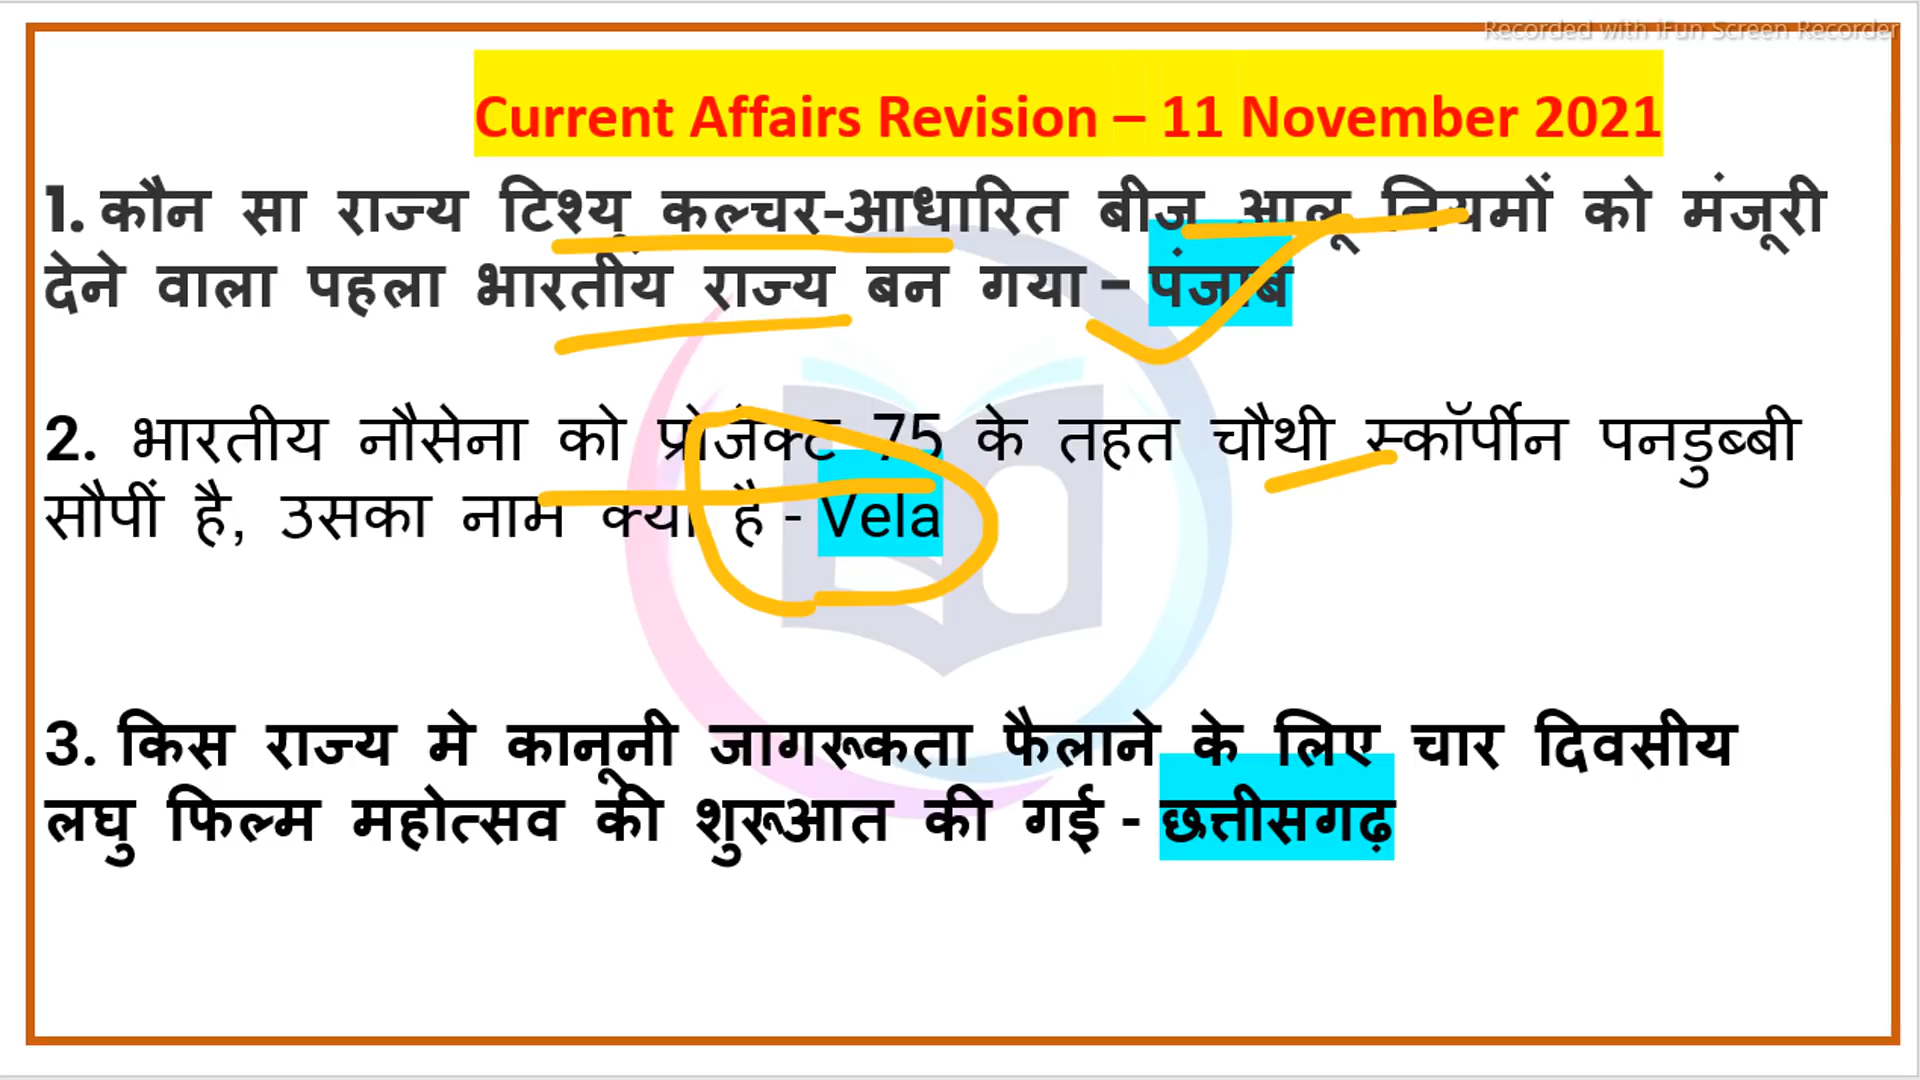 Recorded with iFun Screen Recorder
Current Affairs Revision – 11 November 2021
1. कौन सा राज्य टिश्यू कल्चर-आधारित बीज आलू नियमों को मंजूरी
देने वाला पहला भारतीय राज्य बन गया – पंजाब
2. भारतीय नौसेना को प्रोजेक्ट 75 के तहत चौथी स्कॉर्पीन पनडुब्बी
सौपीं है, उसका नाम क्या है - Vela
3. किस राज्य मे कानूनी जागरूकता फैलाने के लिए चार दिवसीय
लघु फिल्म महोत्सव की शुरूआत की गई - छत्तीसगढ़